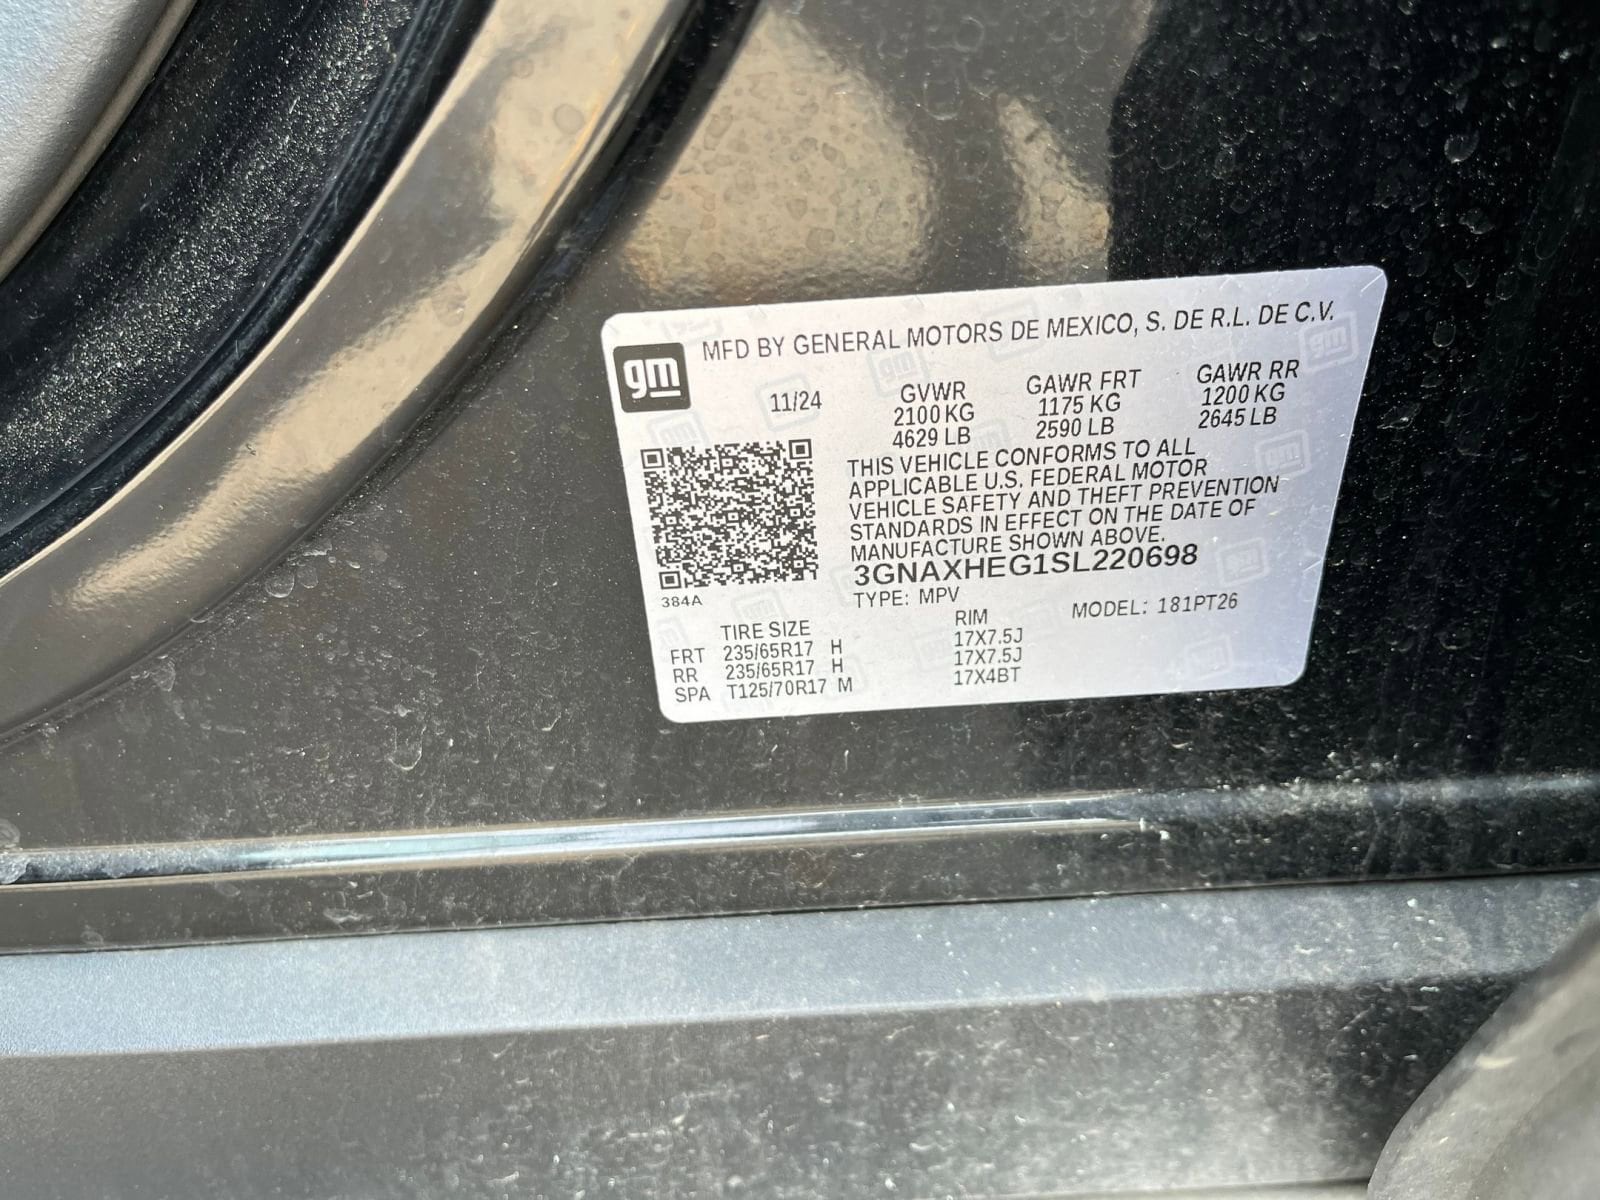 gm
MFD BY GENERAL MOTORS DE MEXICO, S. DE R.L. DE C.V.
11/24 GVWR GAWR FRT GAWR RR
2100 KG 1175 KG 1200 KG
4629 LB 2590 LB 2645 LB
THIS VEHICLE CONFORMS TO ALL
APPLICABLE U.S. FEDERAL MOTOR
VEHICLE SAFETY AND THEFT PREVENTION
STANDARDS IN EFFECT ON THE DATE OF
MANUFACTURE SHOWN ABOVE.
3GNAXHEG1SL220698
384A
TYPE: MPV MODEL: 181PT26
TIRE SIZE RIM
FRT 235/65R17 H 17X7.5J
RR 235/65R17 H 17X7.5J
SPA T125/70R17 M 17X4BT